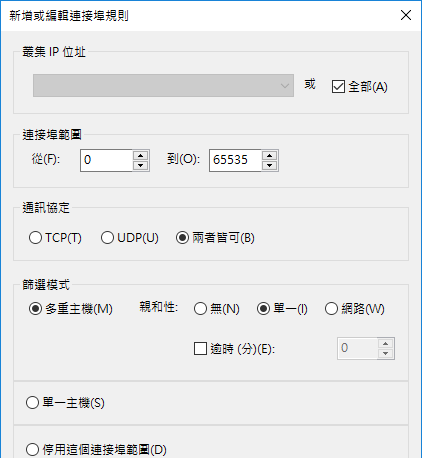 新增或編輯連接埠規則
叢集 IP 位址
或 全部(A)
連接埠範圍
從(F): 0 到(O): 65535
通訊協定
TCP(T) UDP(U) 兩者皆可(B)
篩選模式
多重主機(M) 親和性: 無(N) 單一(I) 網路(W)
逾時 (分)(E): 0
單一主機(S)
停用這個連接埠範圍(D)